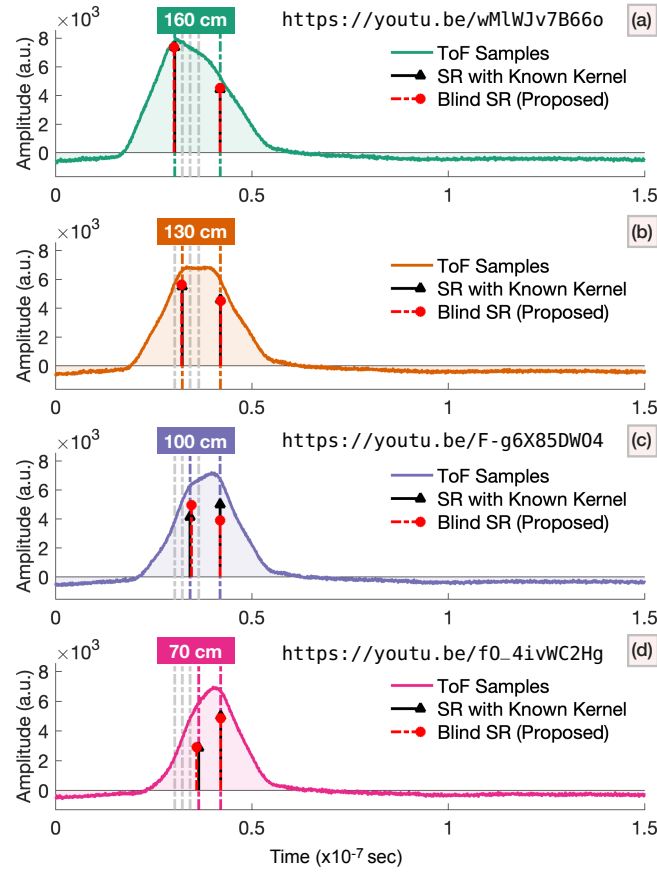 160 cm
https://youtu.be/wMlWJv7B66o
(a)
×10³
Amplitude (a.u.)
8
6
4
2
0
ToF Samples
SR with Known Kernel
Blind SR (Proposed)
0
0.5
1
1.5
130 cm
(b)
×10³
Amplitude (a.u.)
8
6
4
2
0
ToF Samples
SR with Known Kernel
Blind SR (Proposed)
0
0.5
1
1.5
100 cm
https://youtu.be/F-g6X85DWO4
(c)
×10³
Amplitude (a.u.)
8
6
4
2
0
ToF Samples
SR with Known Kernel
Blind SR (Proposed)
0
0.5
1
1.5
70 cm
https://youtu.be/fO_4ivWC2Hg
(d)
×10³
Amplitude (a.u.)
8
6
4
2
0
ToF Samples
SR with Known Kernel
Blind SR (Proposed)
0
0.5
1
1.5
Time (x10⁻⁷ sec)